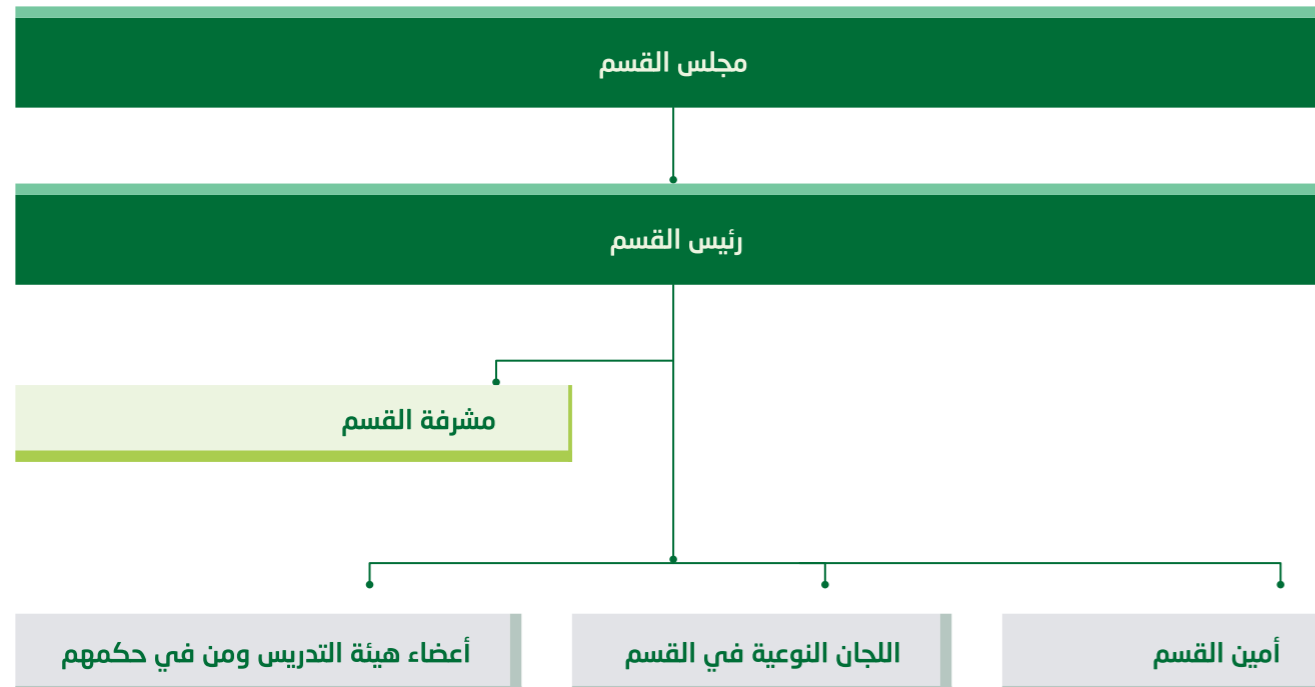 مجلس القسم
رئيس القسم
مشرفة القسم
أمين القسم
اللجان النوعية في القسم
أعضاء هيئة التدريس ومن في حكمهم